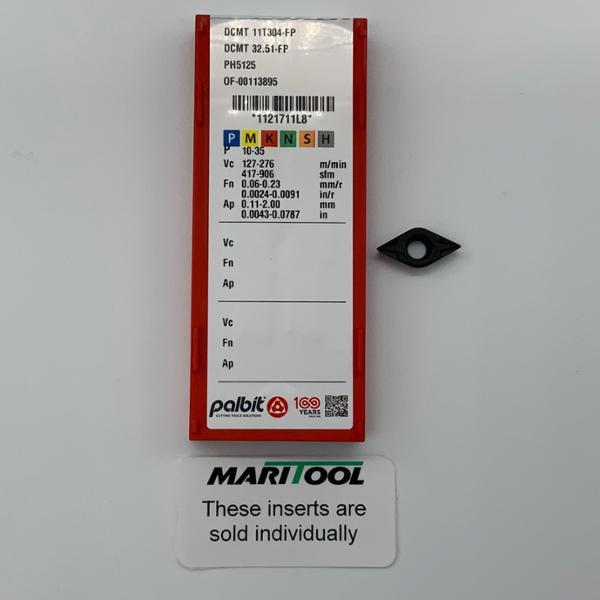 DCMT 11T304-FP
DCMT 32.51-FP
PH5125
OF-00113895
*1121711L8*
P M K N S H
P 10-35
Vc 127-276 m/min
417-906 sfm
Fn 0.06-0.23 mm/r
0.0024-0.0091 in/r
Ap 0.11-2.00 mm
0.0043-0.0787 in
Vc
Fn
Ap
Vc
Fn
Ap
palbit
CUTTING TOOLS SOLUTIONS
100
YEARS
MARITOOL
These inserts are
sold individually